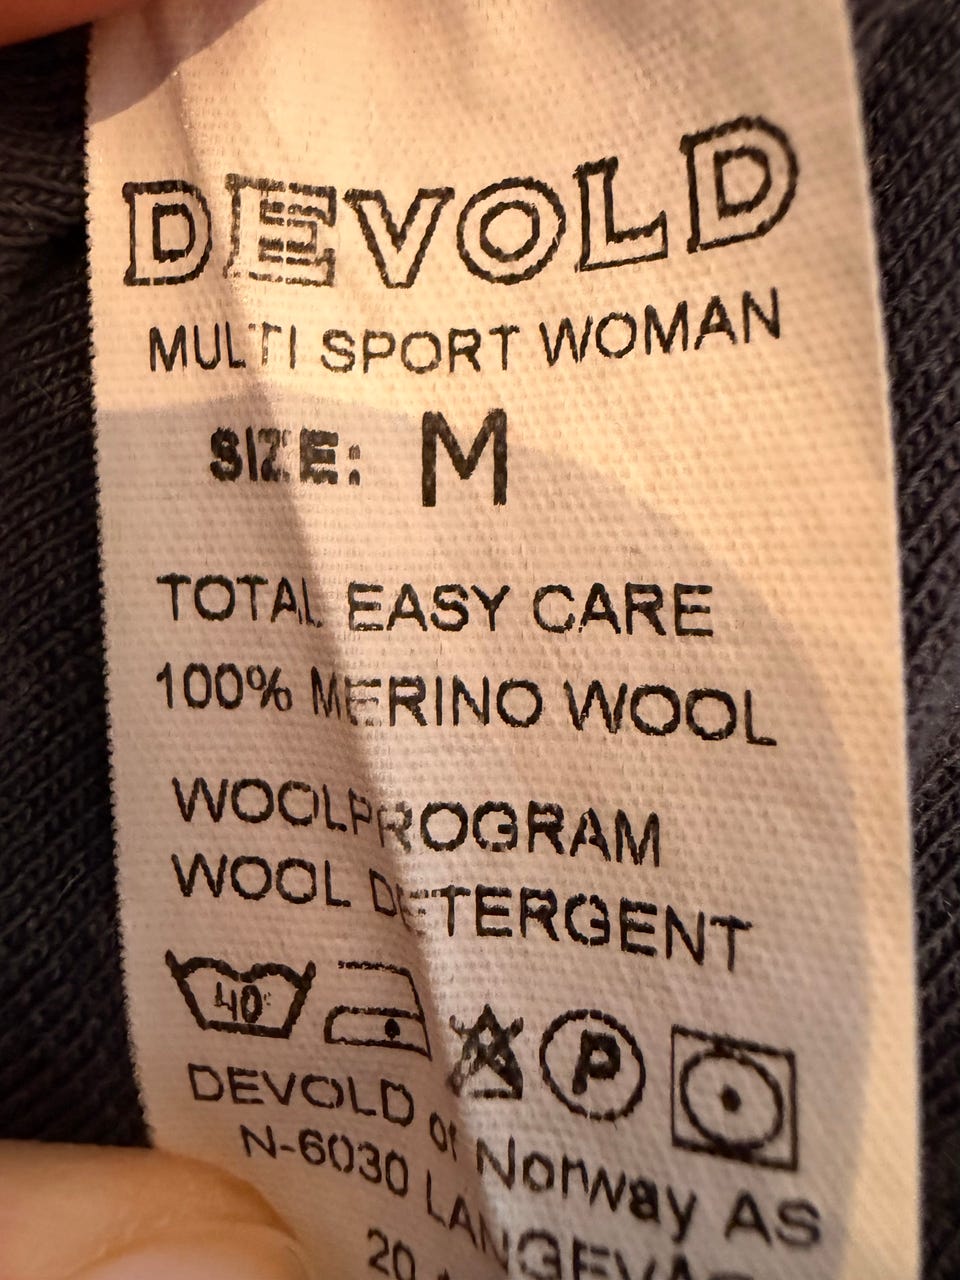 DEVOLD
MULTI SPORT WOMAN
SIZE: M
TOTAL EASY CARE
100% MERINO WOOL
WOOLPROGRAM
WOOL DETERGENT
40° P
DEVOLD of Norway AS
N-6030
20